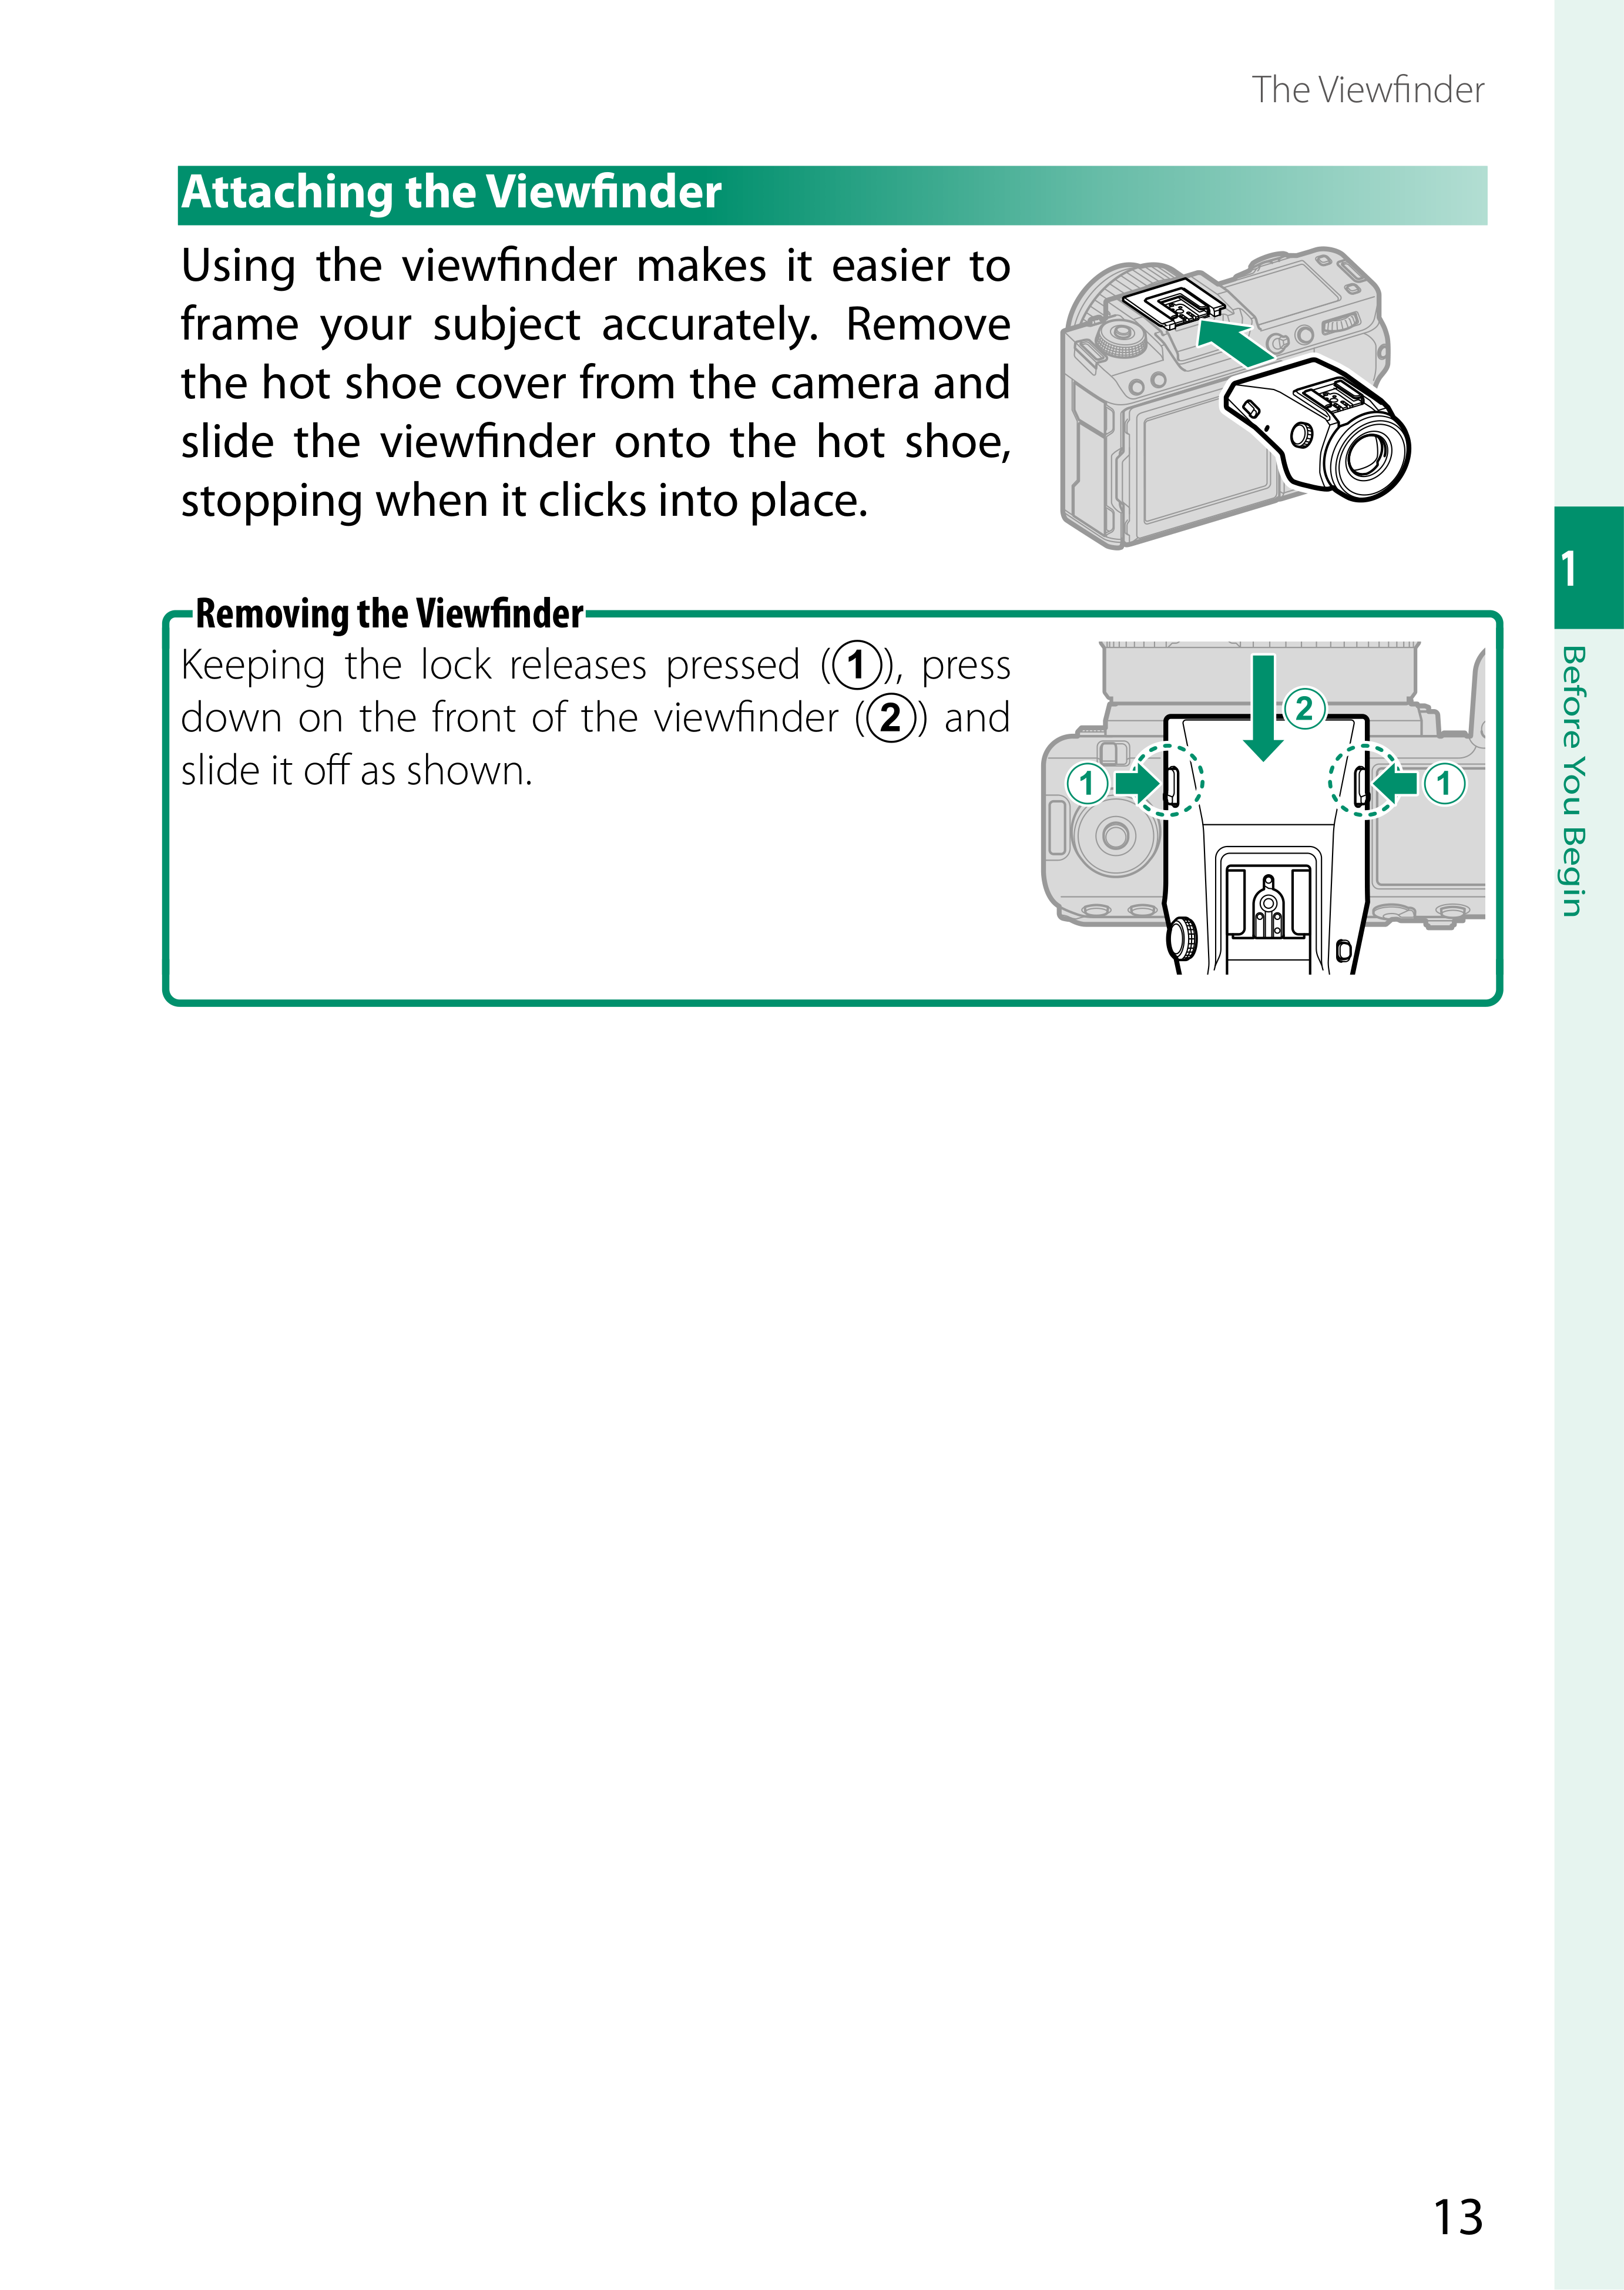 The Viewfinder
Attaching the Viewfinder
Using the viewfinder makes it easier to
frame your subject accurately. Remove
the hot shoe cover from the camera and
slide the viewfinder onto the hot shoe,
stopping when it clicks into place.
Removing the Viewfinder
Keeping the lock releases pressed (①), press
down on the front of the viewfinder (②) and
slide it off as shown.
②
① ①
1
Before You Begin
13